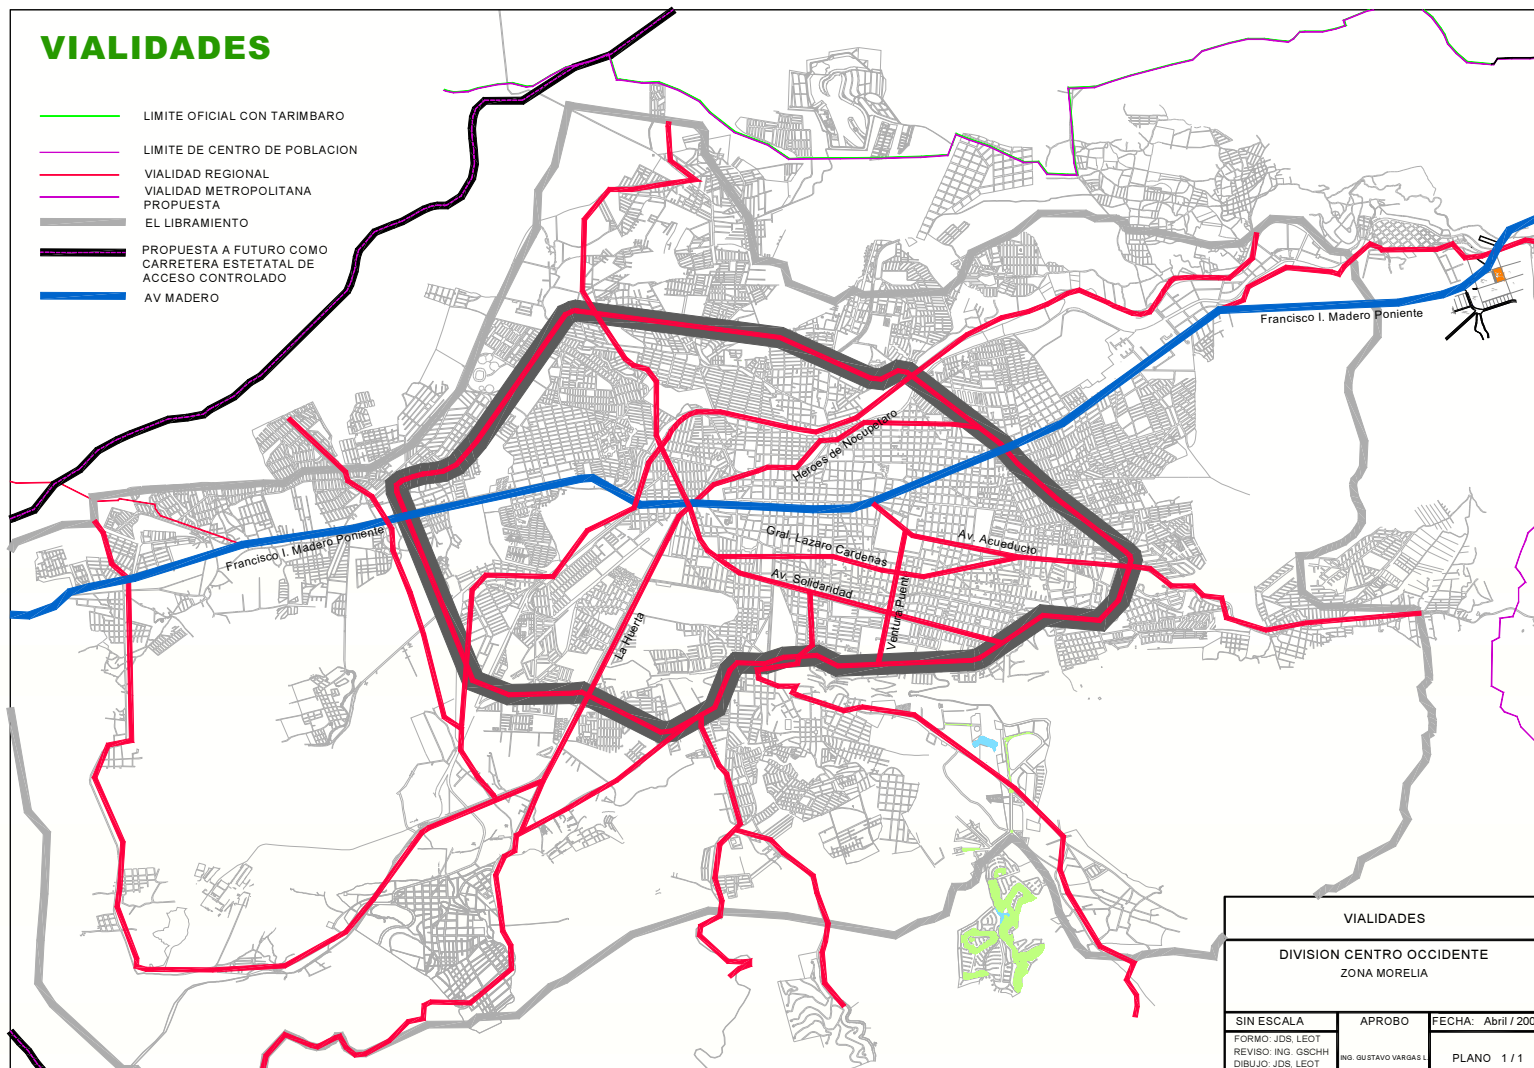 VIALIDADES
LIMITE OFICIAL CON TARIMBARO
LIMITE DE CENTRO DE POBLACION
VIALIDAD REGIONAL
VIALIDAD METROPOLITANA
PROPUESTA
EL LIBRAMIENTO
PROPUESTA A FUTURO COMO
CARRETERA ESTETATAL DE
ACCESO CONTROLADO
AV MADERO
Francisco I. Madero Poniente
Heroes de Nocupetaro
Francisco I. Madero Poniente
Gral. Lazaro Cardenas
Av. Acueducto
Av. Solidaridad
Ventura Puent
La Huerta
VIALIDADES
DIVISION CENTRO OCCIDENTE
ZONA MORELIA
SIN ESCALA
APROBO
FECHA: Abril / 200
FORMO: JDS, LEOT
REVISO: ING. GSCHH
DIBUJO: JDS, LEOT
ING. GUSTAVO VARGAS L
PLANO 1 / 1